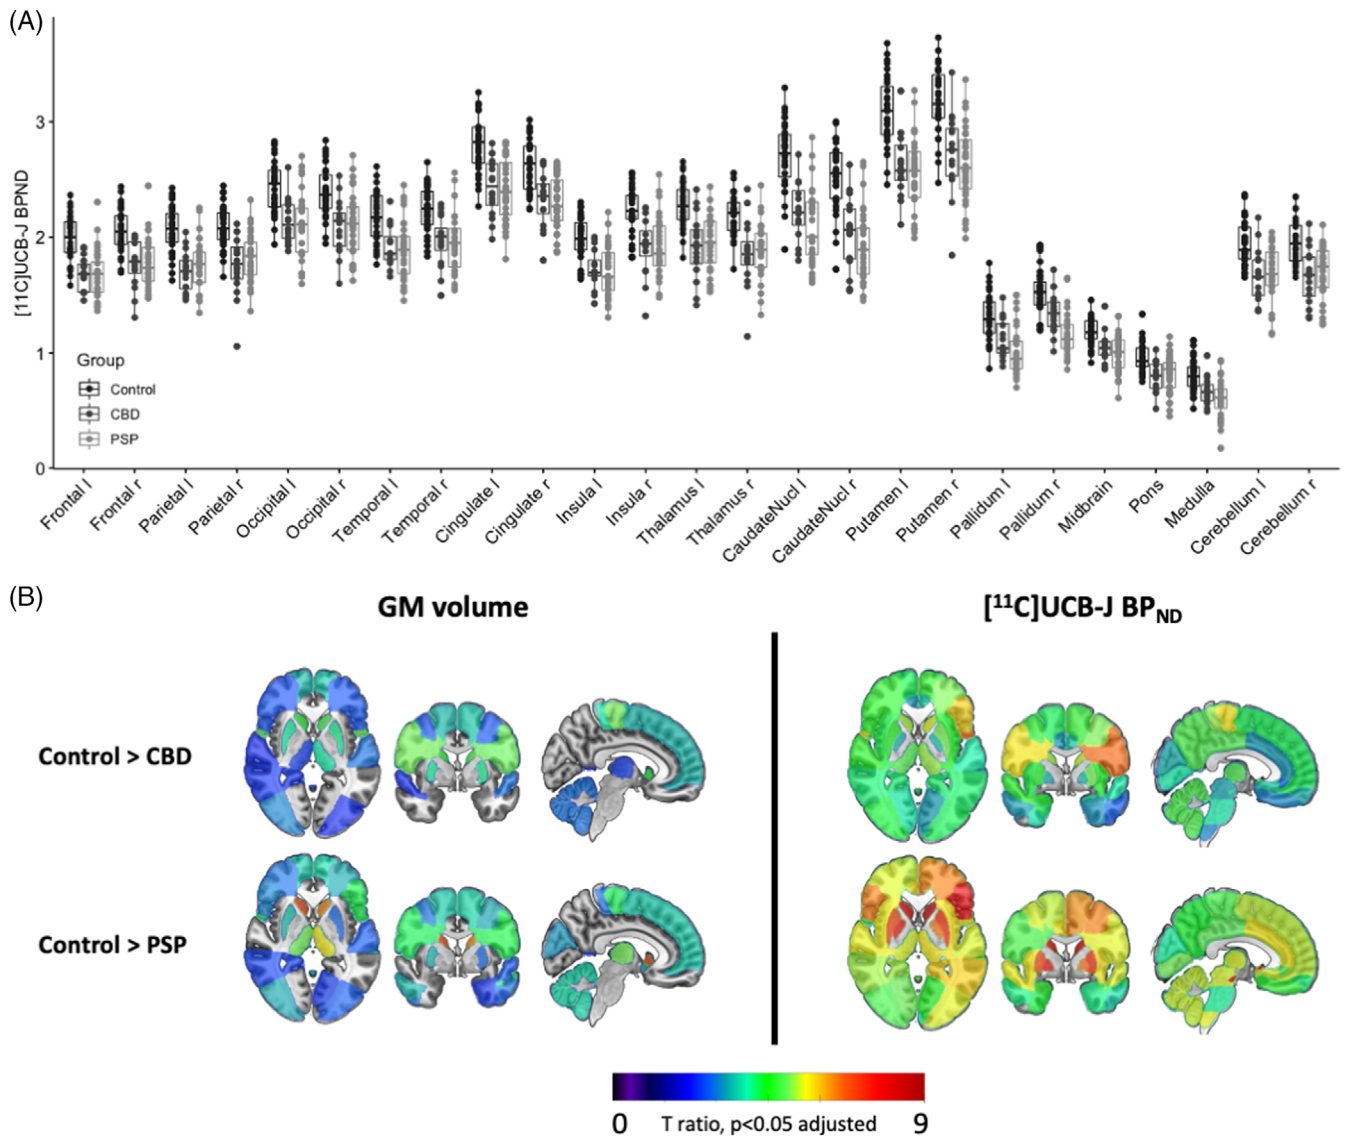 (A)
[11C]UCB-J BPND
3
2
1
0
Group
Control
CBD
PSP
Frontal l
Frontal r
Parietal l
Parietal r
Occipital l
Occipital r
Temporal l
Temporal r
Cingulate l
Cingulate r
Insula l
Insula r
Thalamus l
Thalamus r
CaudateNucl l
CaudateNucl r
Putamen l
Putamen r
Pallidum l
Pallidum r
Midbrain
Pons
Medulla
Cerebellum l
Cerebellum r
(B)
GM volume
[¹¹C]UCB-J BP_ND
Control > CBD
Control > PSP
0 T ratio, p<0.05 adjusted 9